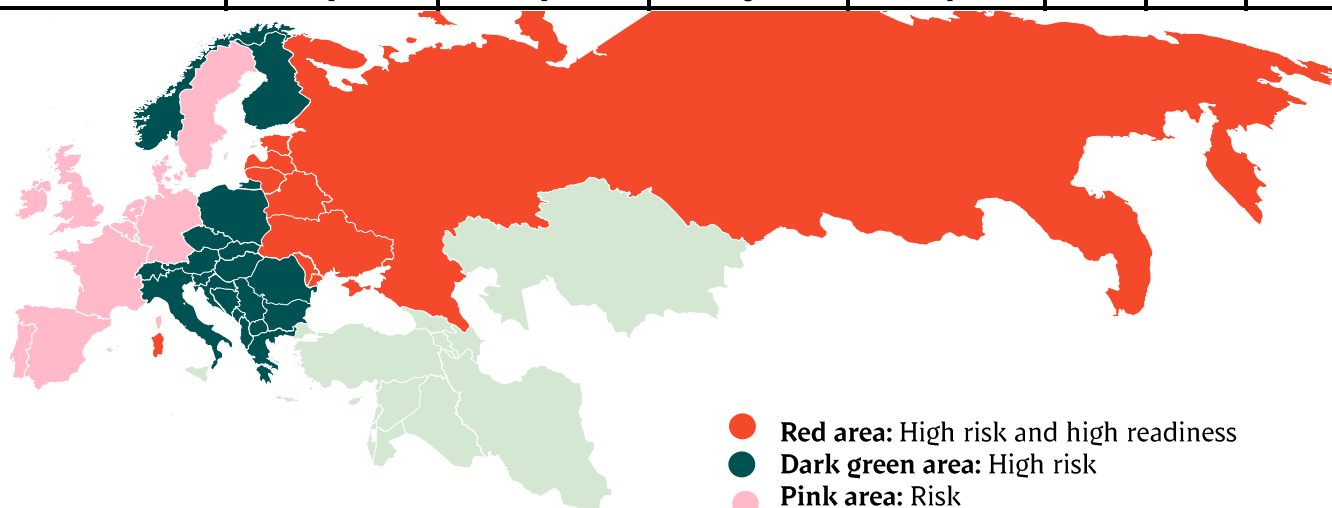 Red area: High risk and high readiness
Dark green area: High risk
Pink area: Risk